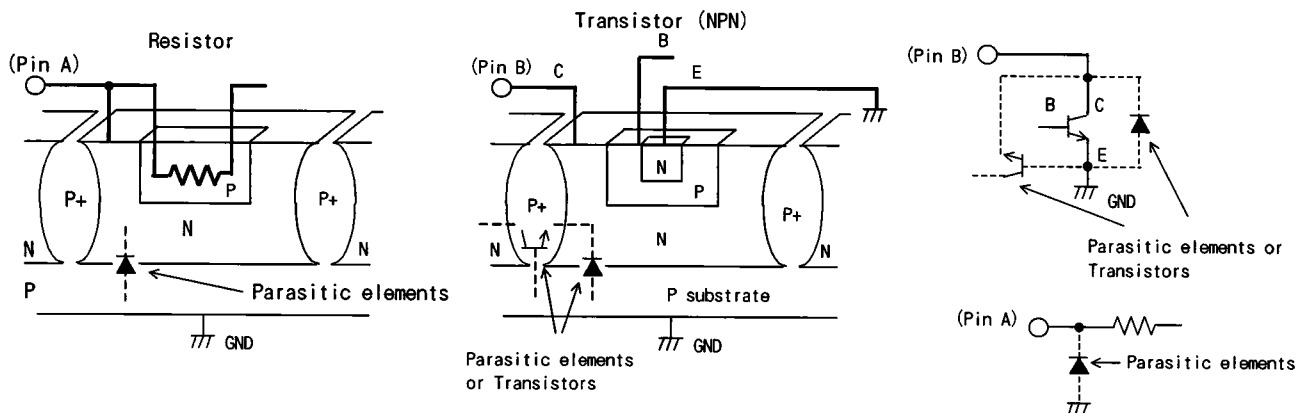 Resistor
(Pin A)
P
P+
P+
N
N
N
P
Parasitic elements
GND
Transistor (NPN)
B
(Pin B)
C
E
N
P
P+
P+
N
N
N
P substrate
GND
Parasitic elements
or Transistors
(Pin B)
B
C
E
GND
Parasitic elements or
Transistors
(Pin A)
Parasitic elements